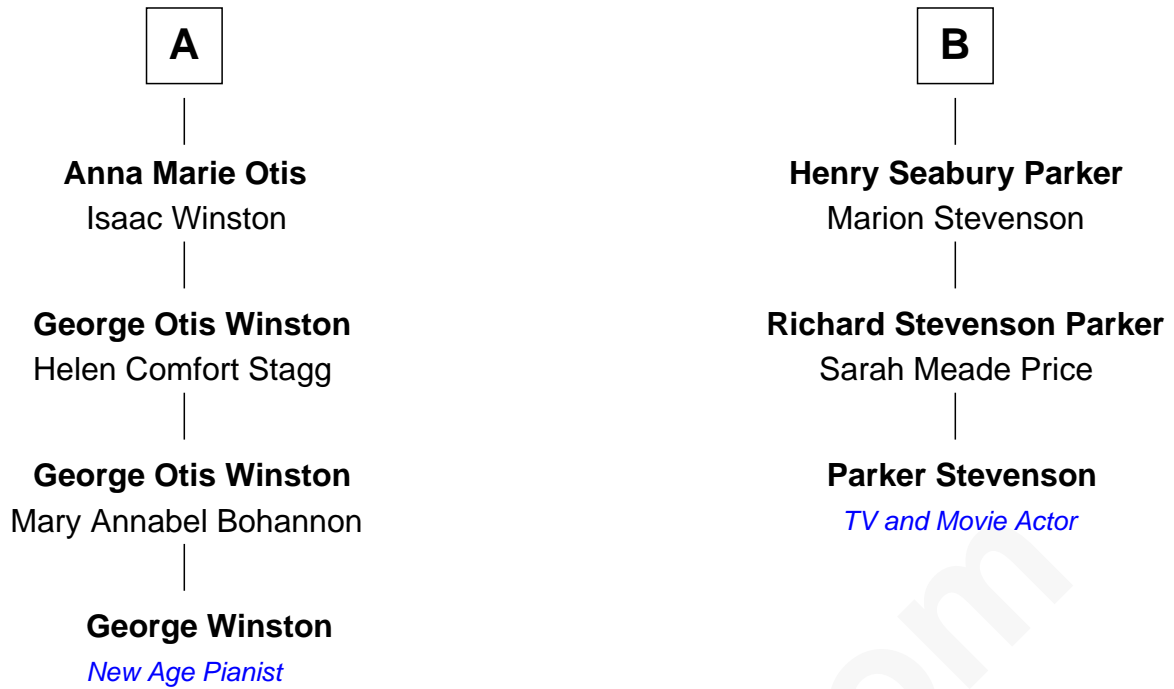 A
Anna Marie Otis
Isaac Winston
George Otis Winston
Helen Comfort Stagg
George Otis Winston
Mary Annabel Bohannon
George Winston
New Age Pianist
B
Henry Seabury Parker
Marion Stevenson
Richard Stevenson Parker
Sarah Meade Price
Parker Stevenson
TV and Movie Actor
om